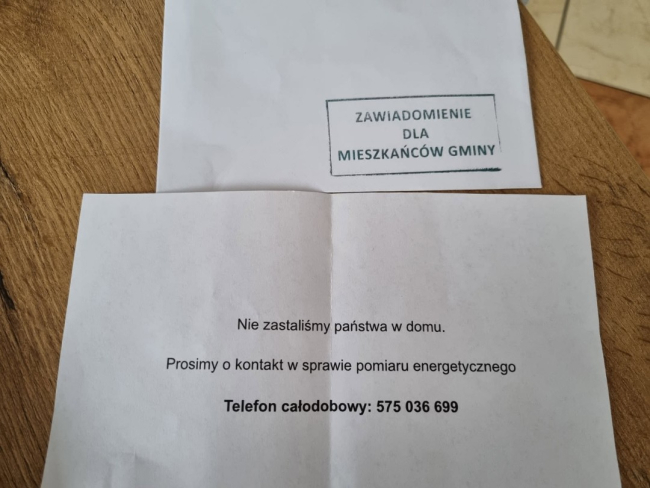 ZAWIADOMIENIE
DLA
MIESZKAŃCÓW GMINY
Nie zastaliśmy państwa w domu.
Prosimy o kontakt w sprawie pomiaru energetycznego
Telefon całodobowy: 575 036 699